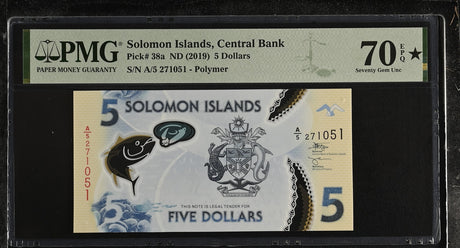 PMG
PAPER MONEY GUARANTY
Solomon Islands, Central Bank
Pick# 38a ND (2019) 5 Dollars
S/N A/5 271051 - Polymer
70 EPQ ★
Seventy Gem Unc
5 SOLOMON ISLANDS
A/5 271051
A/5 271051
THIS NOTE IS LEGAL TENDER FOR
FIVE DOLLARS
5